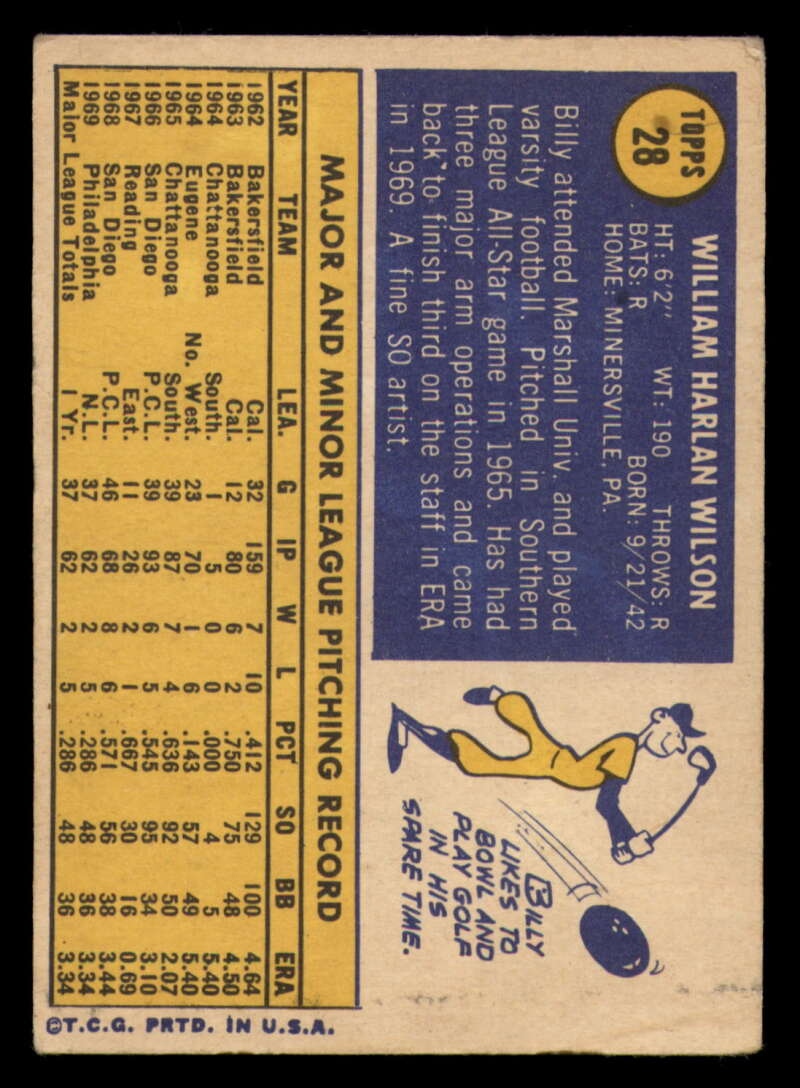 TOPPS
28
WILLIAM HARLAN WILSON
HT: 6'2" WT: 190 THROWS: R
BATS: R BORN: 9/21/42
HOME: MINERSVILLE, PA.
Billy attended Marshall Univ. and played
varsity football. Pitched in Southern
League All-Star game in 1965. Has had
three major arm operations and came
back to finish third on the staff in ERA
in 1969. A fine SO artist.
BILLY
LIKES TO
BOWL AND
PLAY GOLF
IN HIS
SPARE TIME.
MAJOR AND MINOR LEAGUE PITCHING RECORD
YEAR TEAM LEA. G IP W L PCT SO BB ERA
1962 Bakersfield Cal. 32 159 7 10 .412 129 100 4.64
1963 Bakersfield Cal. 12 80 6 2 .750 75 48 4.50
1964 Chattanooga South. 1 5 0 0 .000 4 5 5.40
1964 Eugene No. West. 23 70 1 6 .143 57 49 5.40
1965 Chattanooga South. 39 87 7 4 .636 92 50 2.07
1966 San Diego P.C.L. 39 93 6 5 .545 95 34 3.10
1967 Reading East. 11 26 2 1 .667 30 16 0.69
1968 San Diego P.C.L. 46 68 8 6 .571 56 38 3.44
1969 Philadelphia N.L. 37 62 2 5 .286 48 36 3.34
Major League Totals 1 Yr. 37 62 2 5 .286 48 36 3.34
©T.C.G. PRTD. IN U.S.A.